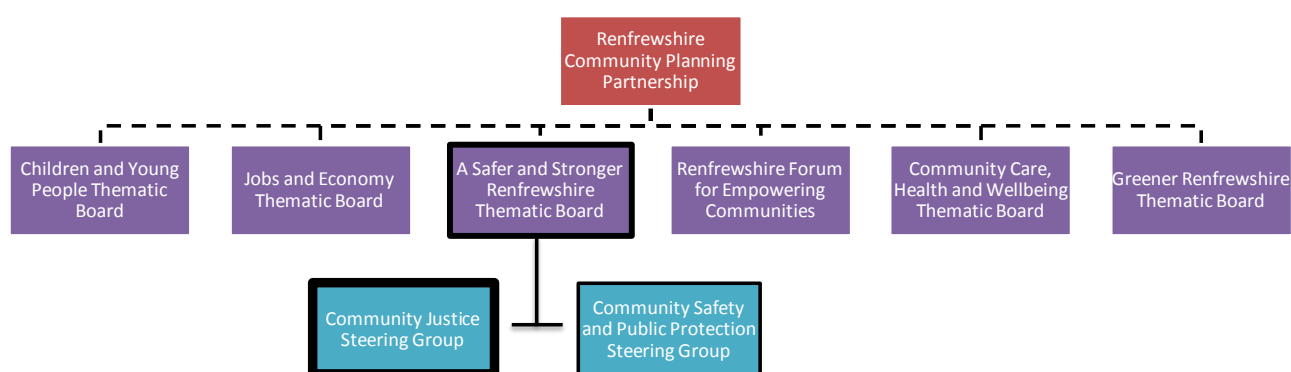 Renfrewshire
Community Planning
Partnership
Children and Young
People Thematic
Board
Jobs and Economy
Thematic Board
A Safer and Stronger
Renfrewshire
Thematic Board
Renfrewshire Forum
for Empowering
Communities
Community Care,
Health and Wellbeing
Thematic Board
Greener Renfrewshire
Thematic Board
Community Justice
Steering Group
Community Safety
and Public Protection
Steering Group